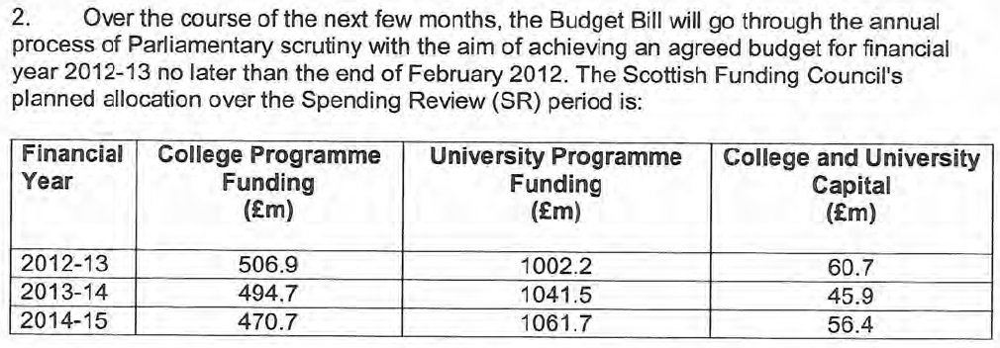 2. Over the course of the next few months, the Budget Bill will go through the annual
process of Parliamentary scrutiny with the aim of achieving an agreed budget for financial
year 2012-13 no later than the end of February 2012. The Scottish Funding Council's
planned allocation over the Spending Review (SR) period is:
Financial Year College Programme Funding (£m) University Programme Funding (£m) College and University Capital (£m)
2012-13 506.9 1002.2 60.7
2013-14 494.7 1041.5 45.9
2014-15 470.7 1061.7 56.4